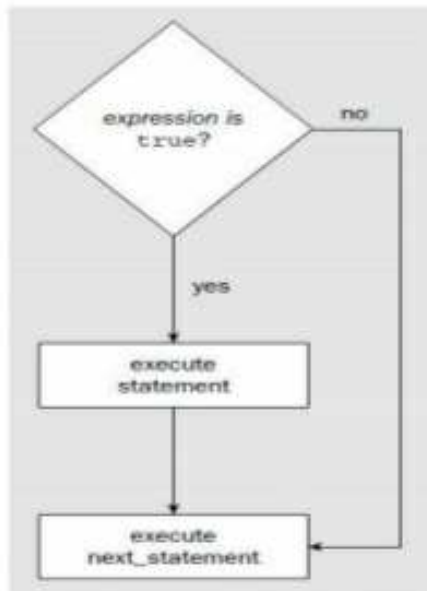 expression is
true?
no
yes
execute
statement
execute
next_statement